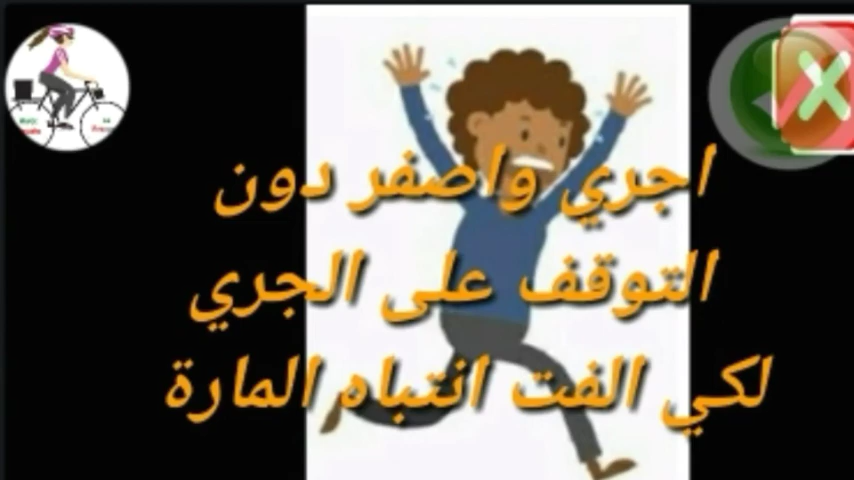 اجري واصفر دون
التوقف على الجري
لكي الفت انتباه المارة